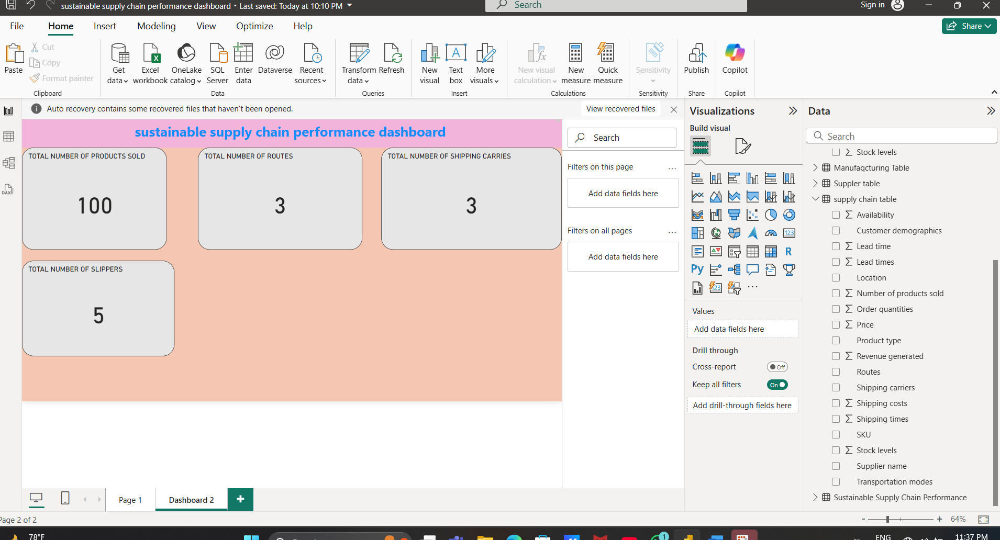 sustainable supply chain performance dashboard • Last saved: Today at 10:10 PM
Search
Sign in
File
Home
Insert
Modeling
View
Optimize
Help
Share
Paste
Cut
Copy
Format painter
Clipboard
Get data
Excel workbook
OneLake catalog
SQL Server
Enter data
Dataverse
Recent sources
Data
Transform data
Refresh
Queries
New visual
Text box
More visuals
Insert
New visual calculation
New measure
Quick measure
Calculations
Sensitivity
Sensitivity
Publish
Share
Copilot
Copilot
Auto recovery contains some recovered files that haven't been opened.
View recovered files
sustainable supply chain performance dashboard
TOTAL NUMBER OF PRODUCTS SOLD
100
TOTAL NUMBER OF ROUTES
3
TOTAL NUMBER OF SHIPPING CARRIES
3
TOTAL NUMBER OF SLIPPERS
5
Search
Filters on this page
Add data fields here
Filters on all pages
Add data fields here
Visualizations
Build visual
123
R
Py
123
Values
Add data fields here
Drill through
Cross-report
Off
Keep all filters
On
Add drill-through fields here
Data
Search
Stock levels
Manufaqcturing Table
Suppler table
supply chain table
Availability
Customer demographics
Lead time
Lead times
Location
Number of products sold
Order quantities
Price
Product type
Revenue generated
Routes
Shipping carriers
Shipping costs
Shipping times
SKU
Stock levels
Supplier name
Transportation modes
Sustainable Supply Chain Performance
DAX
Page 1
Dashboard 2
+
Page 2 of 2
- + 64%
78°F
1
ENG
11:37 PM